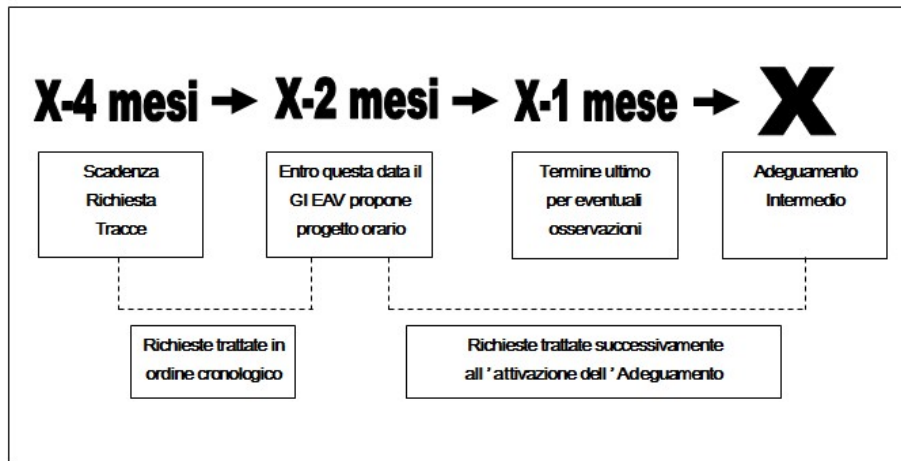 X-4 mesi → X-2 mesi → X-1 mese → X
Scadenza
Richiesta
Tracce
Entro questa data il
GI EAV propone
progetto orario
Termine ultimo
per eventuali
osservazioni
Adeguamento
Intermedio
Richieste trattate in
ordine cronologico
Richieste trattate successivamente
all ’ attivazione dell ’ Adeguamento